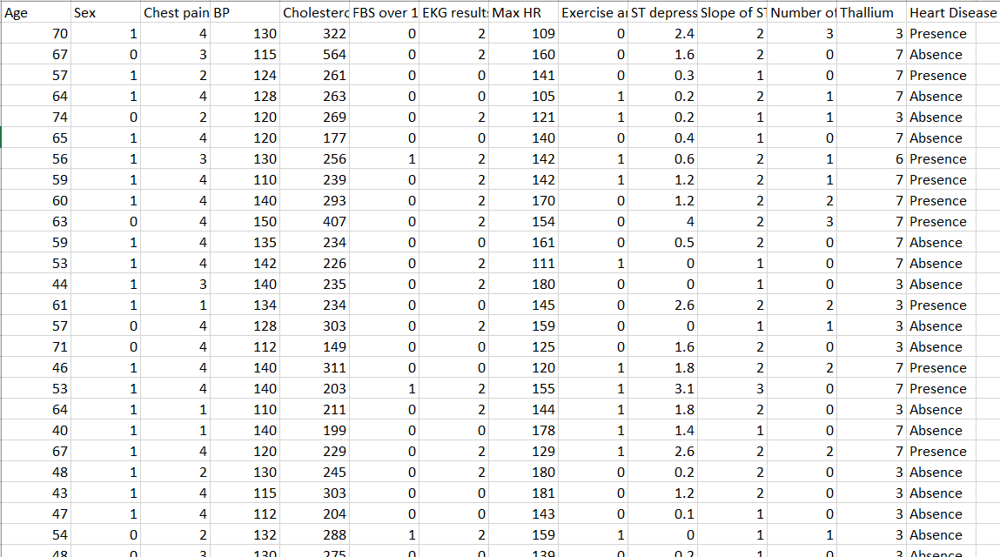 Age Sex Chest pain BP Cholesterc FBS over 1 EKG result: Max HR Exercise ar ST depress Slope of ST Number of Thallium Heart Disease
70 1 4 130 322 0 2 109 0 2.4 2 3 3 Presence
67 0 3 115 564 0 2 160 0 1.6 2 0 7 Absence
57 1 2 124 261 0 0 141 0 0.3 1 0 7 Presence
64 1 4 128 263 0 0 105 1 0.2 2 1 7 Absence
74 0 2 120 269 0 2 121 1 0.2 1 1 3 Absence
65 1 4 120 177 0 0 140 0 0.4 1 0 7 Absence
56 1 3 130 256 1 2 142 1 0.6 2 1 6 Presence
59 1 4 110 239 0 2 142 1 1.2 2 1 7 Presence
60 1 4 140 293 0 2 170 0 1.2 2 2 7 Presence
63 0 4 150 407 0 2 154 0 4 2 3 7 Presence
59 1 4 135 234 0 0 161 0 0.5 2 0 7 Absence
53 1 4 142 226 0 2 111 1 0 1 0 7 Absence
44 1 3 140 235 0 2 180 0 0 1 0 3 Absence
61 1 1 134 234 0 0 145 0 2.6 2 2 3 Presence
57 0 4 128 303 0 2 159 0 0 1 1 3 Absence
71 0 4 112 149 0 0 125 0 1.6 2 0 3 Absence
46 1 4 140 311 0 0 120 1 1.8 2 2 7 Presence
53 1 4 140 203 1 2 155 1 3.1 3 0 7 Presence
64 1 1 110 211 0 2 144 1 1.8 2 0 3 Absence
40 1 1 140 199 0 0 178 1 1.4 1 0 7 Absence
67 1 4 120 229 0 2 129 1 2.6 2 2 7 Presence
48 1 2 130 245 0 2 180 0 0.2 2 0 3 Absence
43 1 4 115 303 0 0 181 0 1.2 2 0 3 Absence
47 1 4 112 204 0 0 143 0 0.1 1 0 3 Absence
54 0 2 132 288 1 2 159 1 0 1 1 3 Absence
48 0 3 130 275 0 0 139 0 0.2 1 0 3 Absence